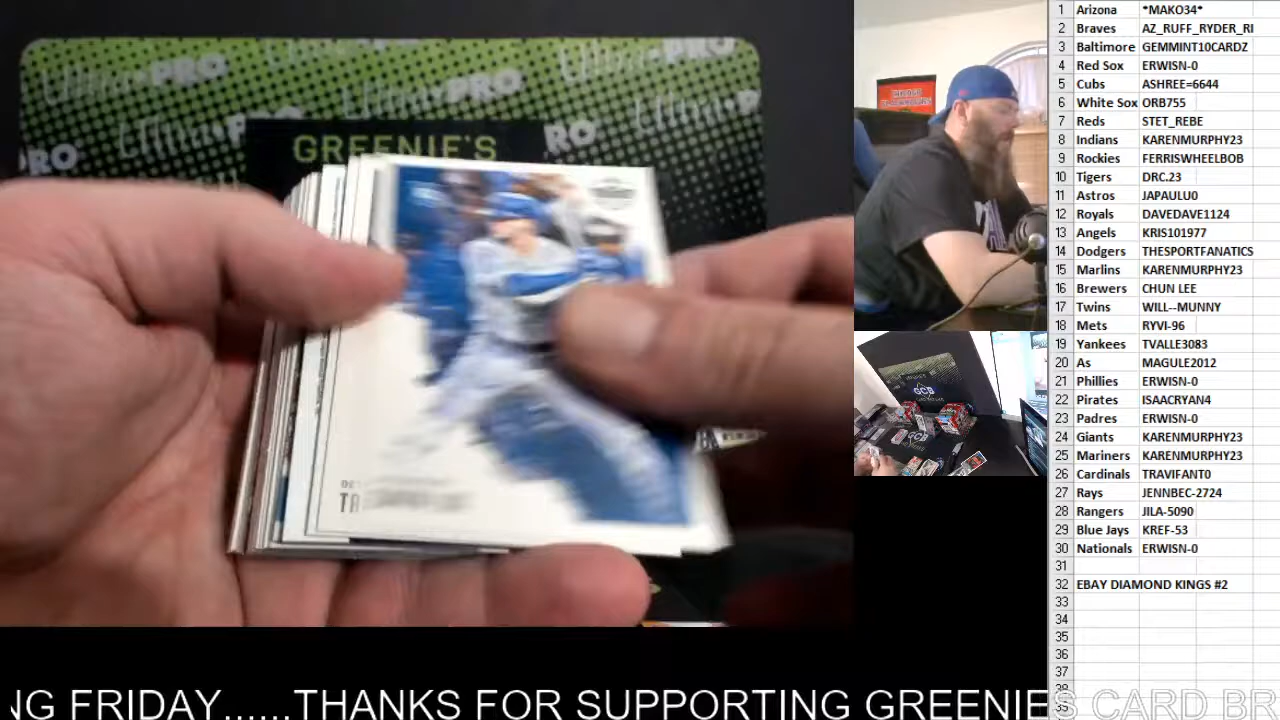 GREENIE'S
1 Arizona *MAKO34*
2 Braves AZ_RUFF_RYDER_RI
3 Baltimore GEMMINT10CARDZ
4 Red Sox ERWISN-0
5 Cubs ASHREE=6644
6 White Sox ORB755
7 Reds STET_REBE
8 Indians KARENMURPHY23
9 Rockies FERRISWHEELBOB
10 Tigers DRC.23
11 Astros JAPAULU0
12 Royals DAVEDAVE1124
13 Angels KRIS101977
14 Dodgers THESPORTFANATICS
15 Marlins KARENMURPHY23
16 Brewers CHUN LEE
17 Twins WILL--MUNNY
18 Mets RYVI-96
19 Yankees TVALLE3083
20 As MAGULE2012
21 Phillies ERWISN-0
22 Pirates ISAACRYAN4
23 Padres ERWISN-0
24 Giants KARENMURPHY23
25 Mariners KARENMURPHY23
26 Cardinals TRAVIFANT0
27 Rays JENNBEC-2724
28 Rangers JILA-5090
29 Blue Jays KREF-53
30 Nationals ERWISN-0
31
32 EBAY DIAMOND KINGS #2
33
34
35
36
37
GCB
NG FRIDAY......THANKS FOR SUPPORTING GREENIES CARD BR